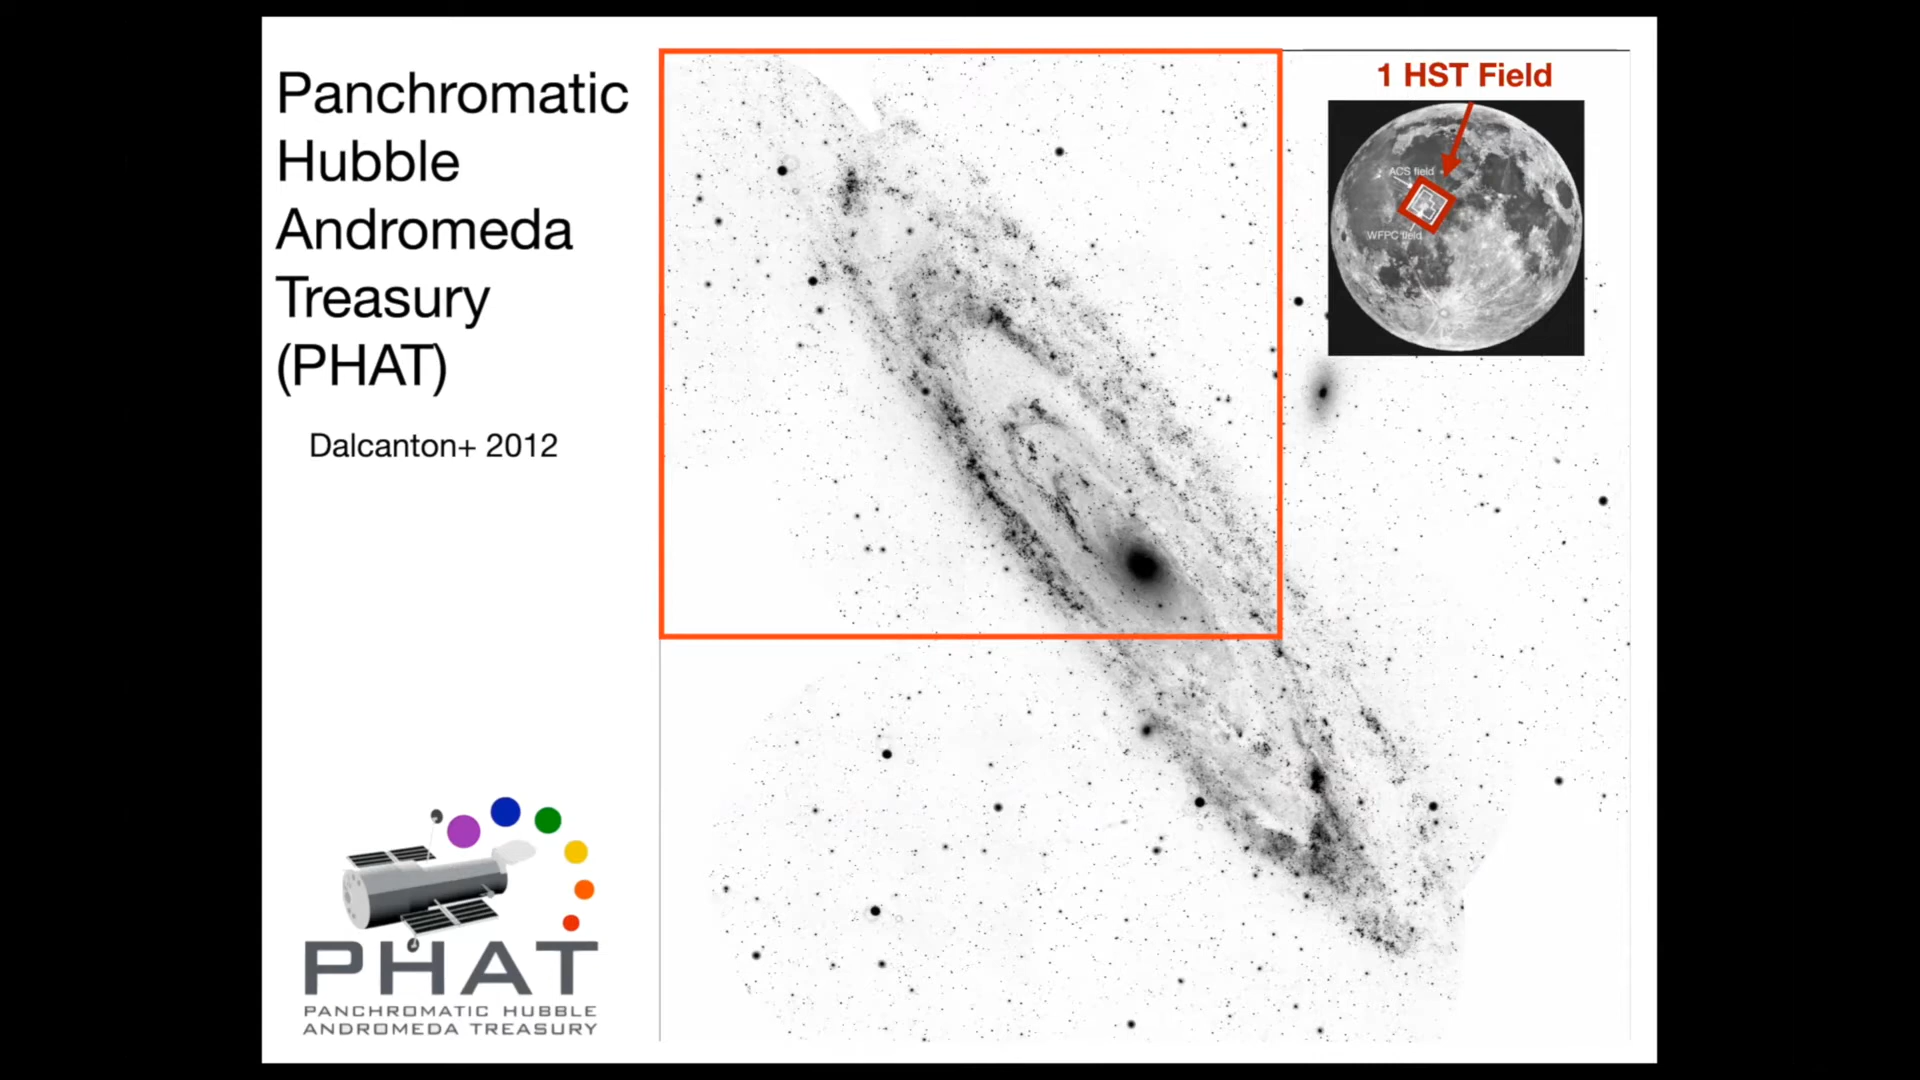 Panchromatic
Hubble
Andromeda
Treasury
(PHAT)
Dalcanton+ 2012
1 HST Field
ACS field
WFPC field
PHAT
PANCHROMATIC HUBBLE
ANDROMEDA TREASURY